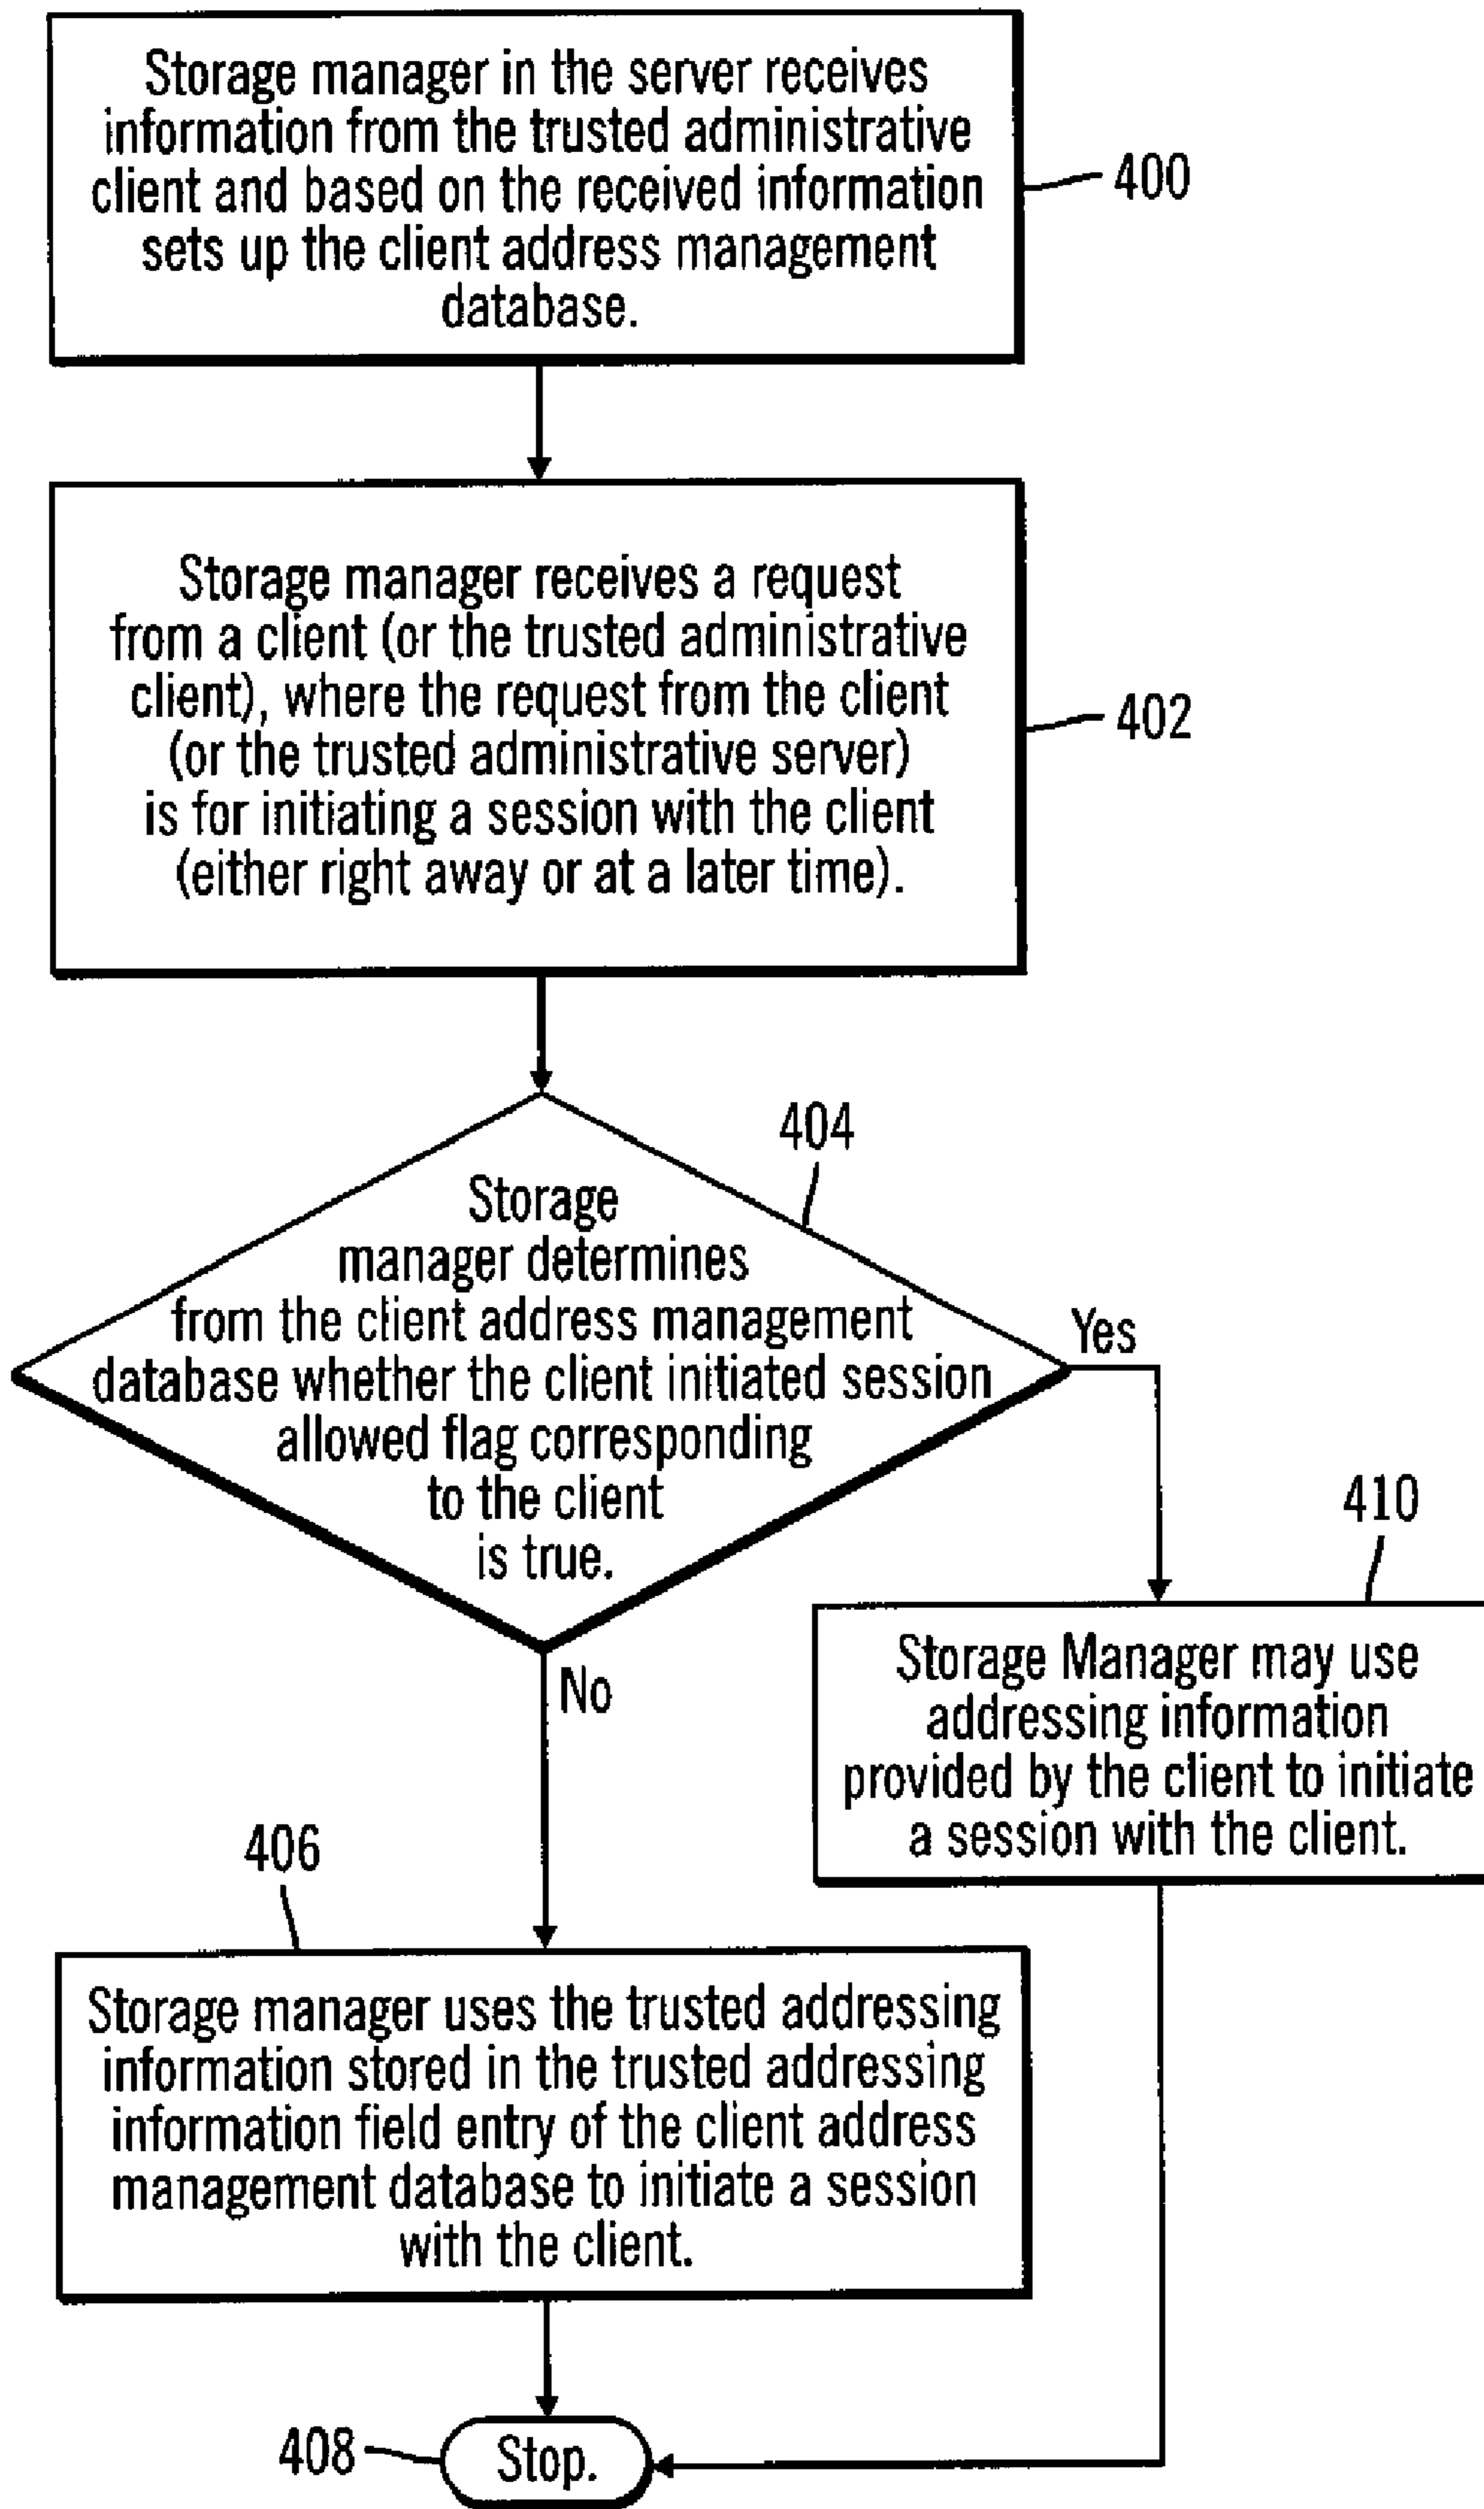 Storage manager in the server receives
information from the trusted administrative
client and based on the received information
sets up the client address management
database.
400
Storage manager receives a request
from a client (or the trusted administrative
client), where the request from the client
(or the trusted administrative server)
is for initiating a session with the client
(either right away or at a later time).
402
404
Storage
manager determines
from the client address management
database whether the client initiated session
allowed flag corresponding
to the client
is true.
Yes
No
410
Storage Manager may use
addressing information
provided by the client to initiate
a session with the client.
406
Storage manager uses the trusted addressing
information stored in the trusted addressing
information field entry of the client address
management database to initiate a session
with the client.
408
Stop.